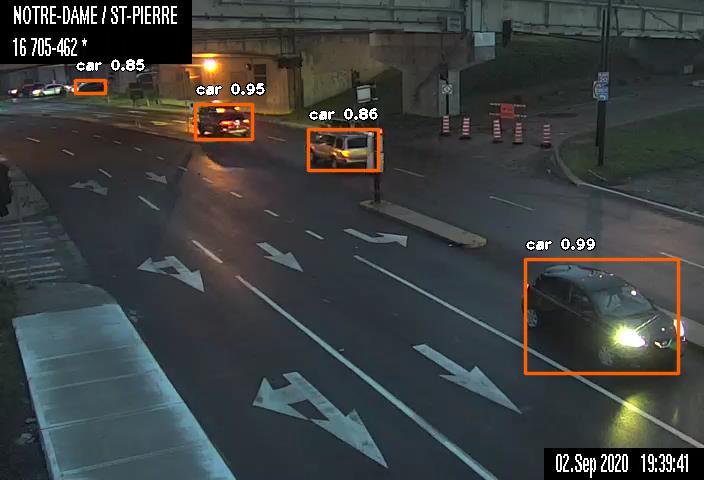 NOTRE-DAME / ST-PIERRE
16 705-462 *
car 0.85
car 0.95
car 0.86
car 0.99
02.Sep 2020 19:39:41